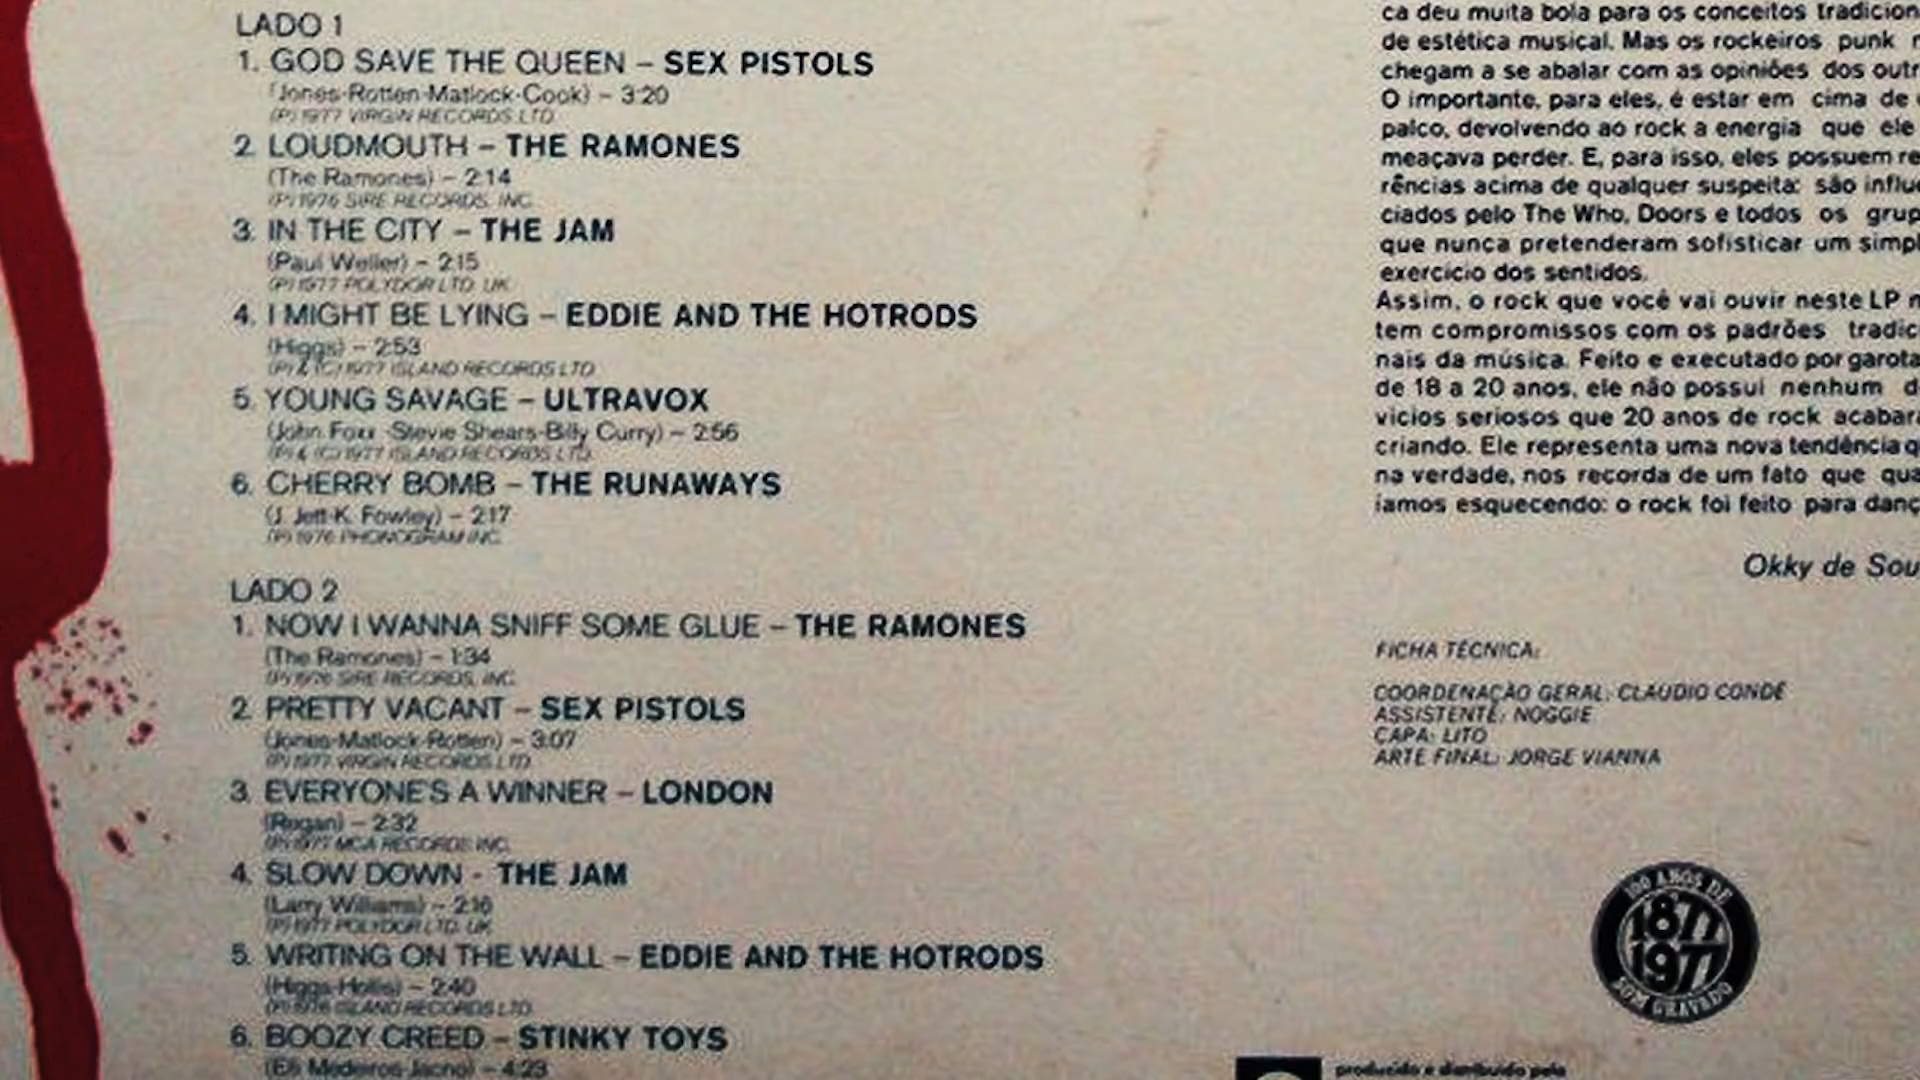 LADO 1
1. GOD SAVE THE QUEEN – SEX PISTOLS
(Jones-Rotten-Matlock-Cook) – 3:20
(P) 1977 VIRGIN RECORDS LTD.
2. LOUDMOUTH – THE RAMONES
(The Ramones) – 2:14
(P) 1976 SIRE RECORDS, INC.
3. IN THE CITY – THE JAM
(Paul Weller) – 2:15
(P) 1977 POLYDOR LTD. UK
4. I MIGHT BE LYING – EDDIE AND THE HOTRODS
(Higgs) – 2:53
(P) & (C) 1977 ISLAND RECORDS LTD.
5. YOUNG SAVAGE – ULTRAVOX
(John Foxx -Stevie Shears-Billy Curry) – 2:56
(P) & (C) 1977 ISLAND RECORDS LTD.
6. CHERRY BOMB – THE RUNAWAYS
(J. Jett-K. Fowley) – 2:17
(P) 1976 PHONOGRAM INC.
LADO 2
1. NOW I WANNA SNIFF SOME GLUE – THE RAMONES
(The Ramones) – 1:34
(P) 1976 SIRE RECORDS, INC.
2. PRETTY VACANT – SEX PISTOLS
(Jones-Matlock-Rotten) – 3:07
(P) 1977 VIRGIN RECORDS LTD.
3. EVERYONE'S A WINNER – LONDON
(Rogan) – 2:32
(P) 1977 MCA RECORDS INC.
4. SLOW DOWN - THE JAM
(Larry Williams) – 2:16
(P) 1977 POLYDOR LTD. UK
5. WRITING ON THE WALL – EDDIE AND THE HOTRODS
(Higgs-Hollis) – 2:40
(P) 1976 ISLAND RECORDS LTD.
6. BOOZY CREED – STINKY TOYS
(Elli Medeiros-Jacno) – 4:23
ca deu muita bola para os conceitos tradicion
de estética musical. Mas os rockeiros punk n
chegam a se abalar com as opiniões dos outr
O importante, para eles, é estar em cima de
palco, devolvendo ao rock a energia que ele
meaçava perder. E, para isso, eles possuem re
rências acima de qualquer suspeita: são influe
ciados pelo The Who, Doors e todos os grup
que nunca pretenderam sofisticar um simpl
exercício dos sentidos.
Assim, o rock que você vai ouvir neste LP n
tem compromissos com os padrões tradici
nais da música. Feito e executado por garota
de 18 a 20 anos, ele não possui nenhum d
vícios seriosos que 20 anos de rock acabara
criando. Ele representa uma nova tendência q
na verdade, nos recorda de um fato que qua
íamos esquecendo: o rock foi feito para danç
Okky de Sou
FICHA TÉCNICA:
COORDENAÇÃO GERAL: CLAUDIO CONDÉ
ASSISTENTE: NOGGIE
CAPA: LITO
ARTE FINAL: JORGE VIANNA
100 ANOS DE
1877
1977
SOM GRAVADO
produzido e distribuído pela